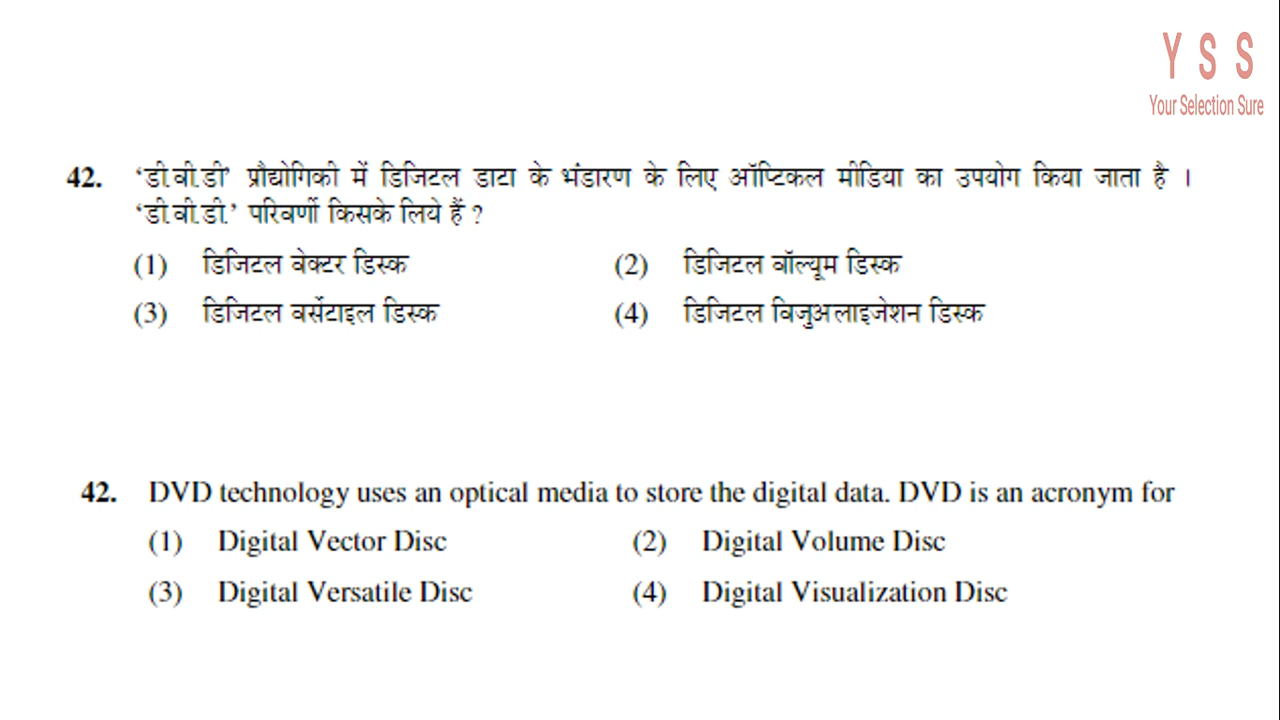 Y S S
Your Selection Sure
42. ‘डी.वी.डी’ प्रौद्योगिकी में डिजिटल डाटा के भंडारण के लिए ऑप्टिकल मीडिया का उपयोग किया जाता है ।
‘डी.वी.डी.’ परिवर्णी किसके लिये हैं ?
(1) डिजिटल वेक्टर डिस्क (2) डिजिटल वॉल्यूम डिस्क
(3) डिजिटल वर्सेटाइल डिस्क (4) डिजिटल विजुअलाइजेशन डिस्क
42. DVD technology uses an optical media to store the digital data. DVD is an acronym for
(1) Digital Vector Disc (2) Digital Volume Disc
(3) Digital Versatile Disc (4) Digital Visualization Disc